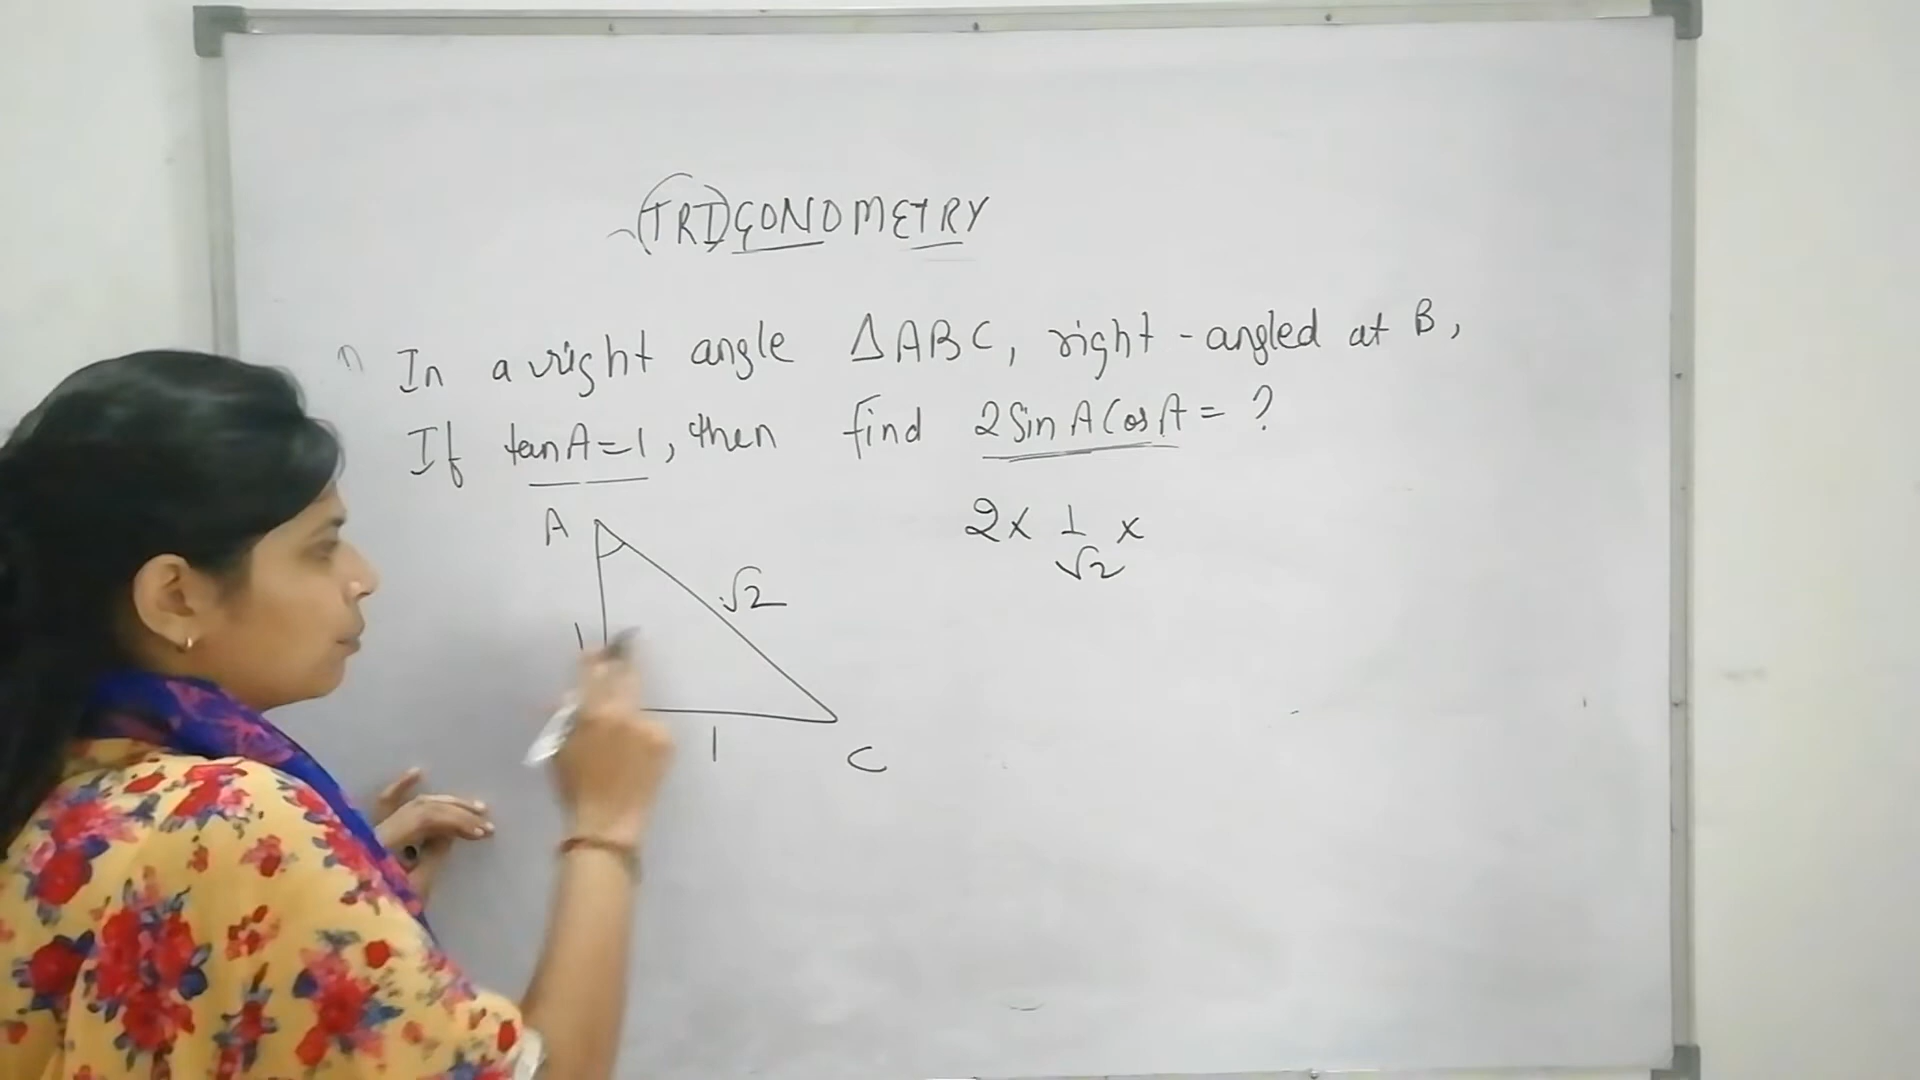 TRIGONOMETRY
1) In a right angle ΔABC, right-angled at B,
If tanA=1, then find 2SinACosA=?
A
2× 1/√2 ×
√2
1
1
C